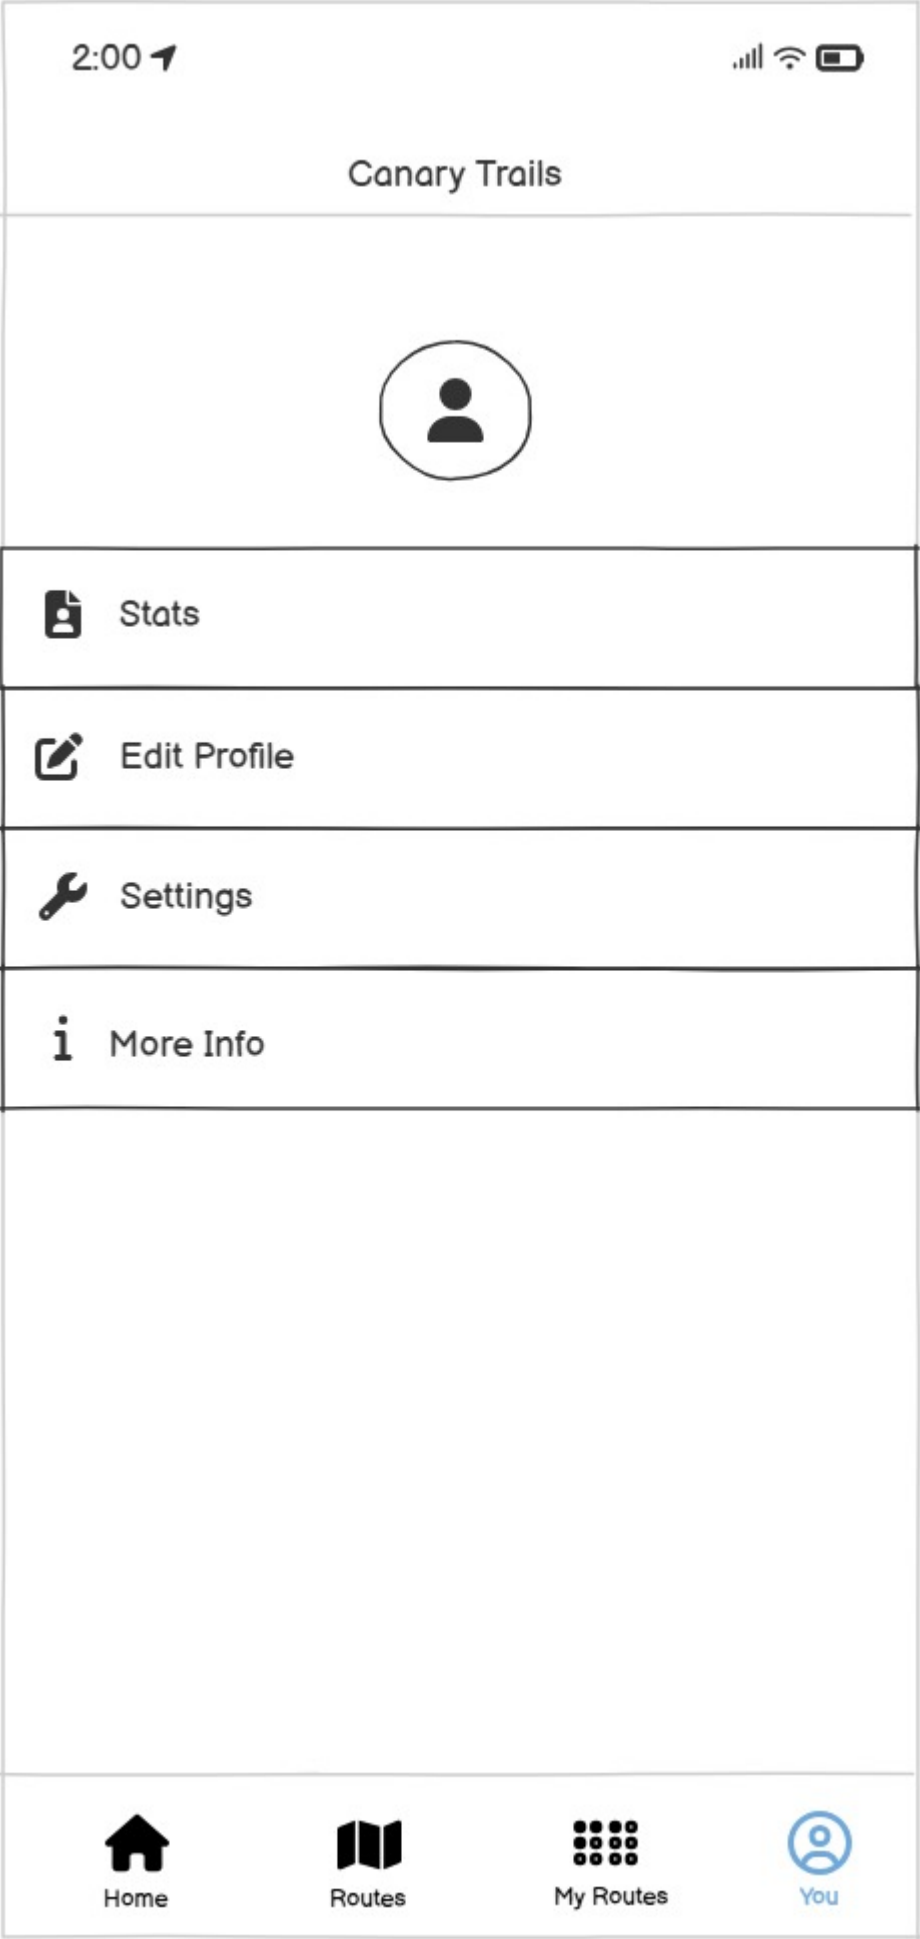 2:00
Canary Trails
Stats
Edit Profile
Settings
More Info
Home
Routes
My Routes
You